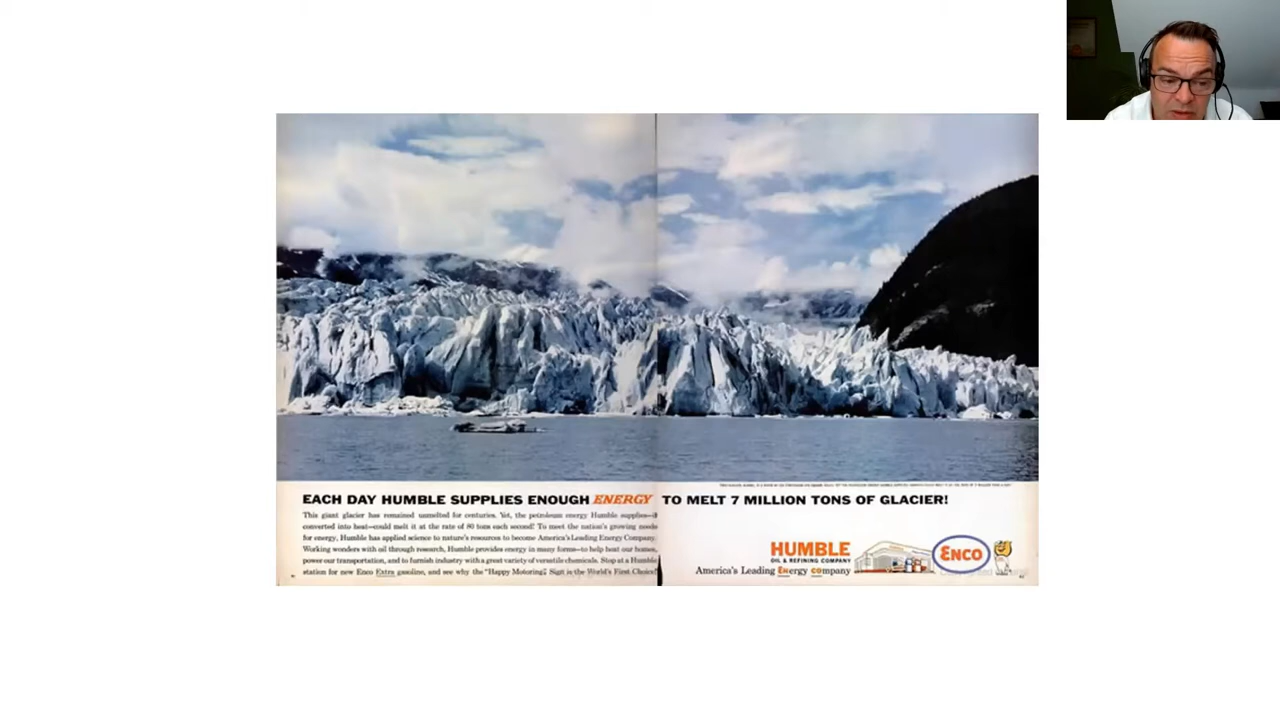 EACH DAY HUMBLE SUPPLIES ENOUGH ENERGY TO MELT 7 MILLION TONS OF GLACIER!
This giant glacier has remained unmelted for centuries. Yet, the petroleum energy Humble supplies—if
converted into heat—could melt it at the rate of 80 tons each second! To meet the nation's growing needs
for energy, Humble has applied science to nature's resources to become America's Leading Energy Company.
Working wonders with oil through research, Humble provides energy in many forms—to help heat our homes,
power our transportation, and to furnish industry with a great variety of versatile chemicals. Stop at a Humble
station for new Enco Extra gasoline, and see why the "Happy Motoring" Sign is the World's First Choice!
HUMBLE
OIL & REFINING COMPANY
America's Leading ENergy COmpany
ENCO